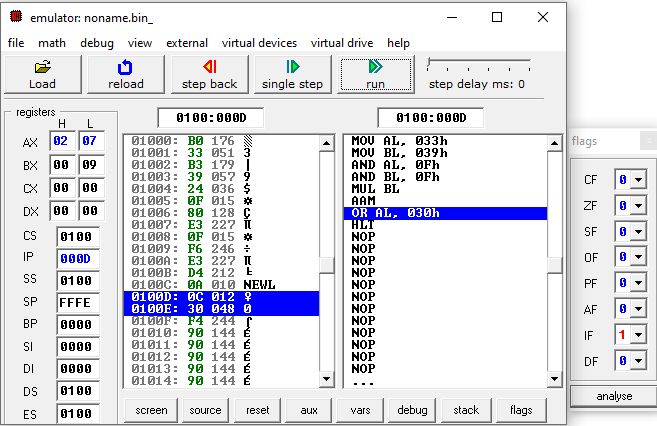 emulator: noname.bin_
file math debug view external virtual devices virtual drive help
Load reload step back single step run step delay ms: 0
registers
H L
AX 02 07
BX 00 09
CX 00 00
DX 00 00
CS 0100
IP 000D
SS 0100
SP FFFE
BP 0000
SI 0000
DI 0000
DS 0100
ES 0100
0100:000D
01000: B0 176 ▒
01001: 33 051 3
01002: B3 179 │
01003: 39 057 9
01004: 24 036 $
01005: 0F 015 ☼
01006: 80 128 Ç
01007: E3 227 π
01008: 0F 015 ☼
01009: F6 246 ÷
0100A: E3 227 π
0100B: D4 212 ╘
0100C: 0A 010 NEWL
0100D: 0C 012 ♀
0100E: 30 048 0
0100F: F4 244 ⌠
01010: 90 144 É
01011: 90 144 É
01012: 90 144 É
01013: 90 144 É
01014: 90 144 É
0100:000D
MOV AL, 033h
MOV BL, 039h
AND AL, 0Fh
AND BL, 0Fh
MUL BL
AAM
OR AL, 030h
HLT
NOP
NOP
NOP
NOP
NOP
NOP
NOP
NOP
NOP
NOP
NOP
NOP
...
screen source reset aux vars debug stack flags
flags
CF 0
ZF 0
SF 0
OF 0
PF 0
AF 0
IF 1
DF 0
analyse